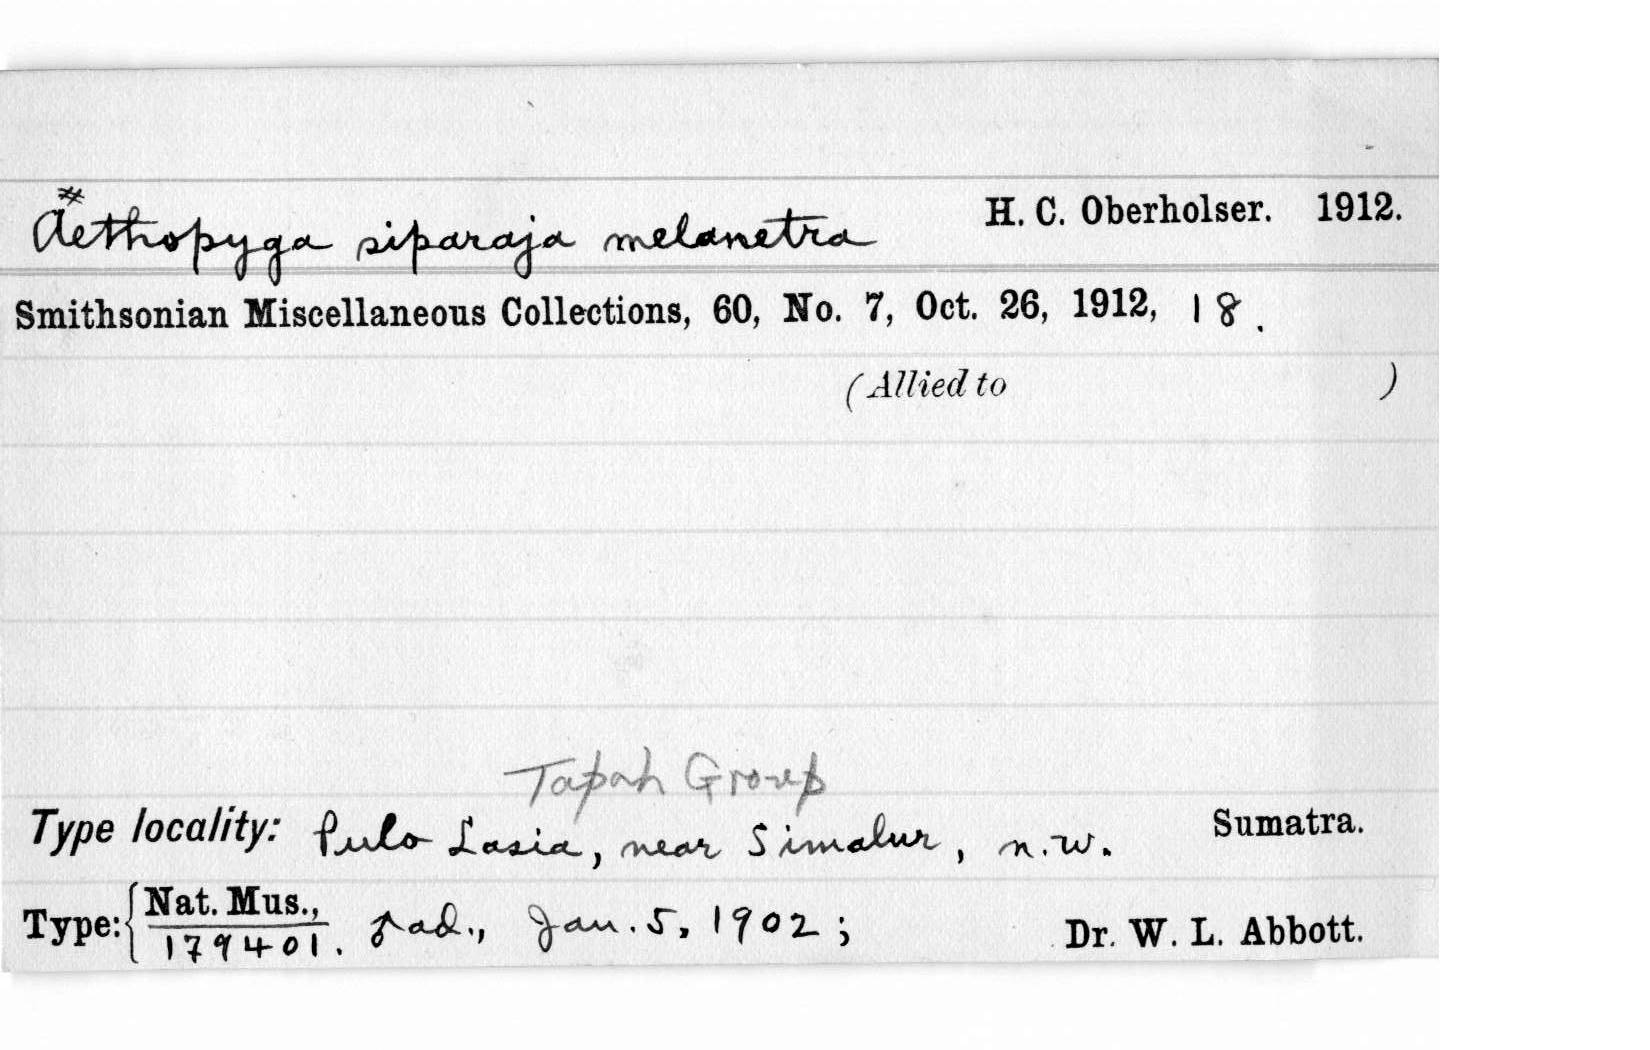 # Aethopyga siparaja melanetra H. C. Oberholser. 1912.
Smithsonian Miscellaneous Collections, 60, No. 7, Oct. 26, 1912, 18.
(Allied to )
Tapah Group
Type locality: Pulo Lasia, near Simalur, n.w. Sumatra.
Type: { Nat. Mus., 179401. ad., Jan. 5, 1902; Dr. W. L. Abbott.